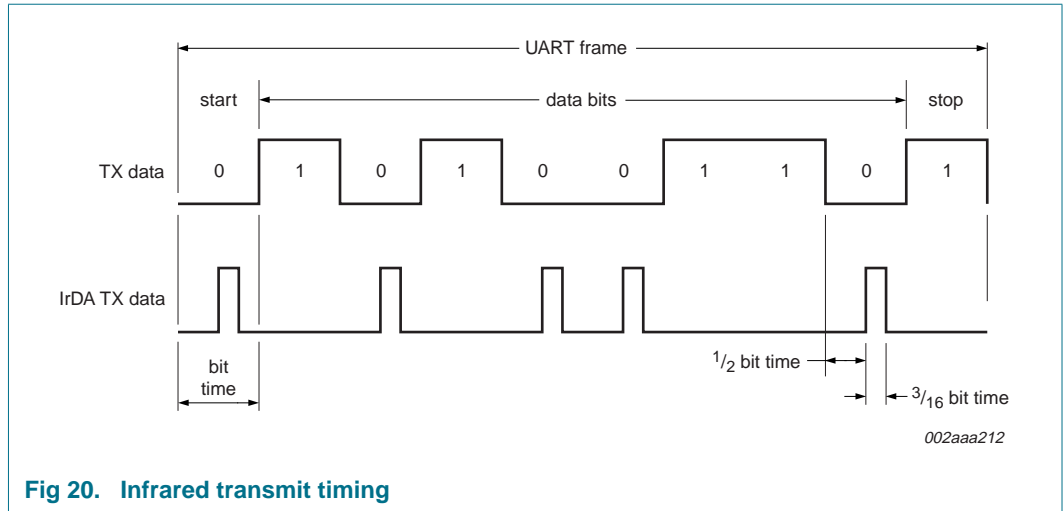 UART frame
start data bits stop
TX data 0 1 0 1 0 0 1 1 0 1
IrDA TX data
bit
time
1/2 bit time
3/16 bit time
002aaa212
Fig 20. Infrared transmit timing